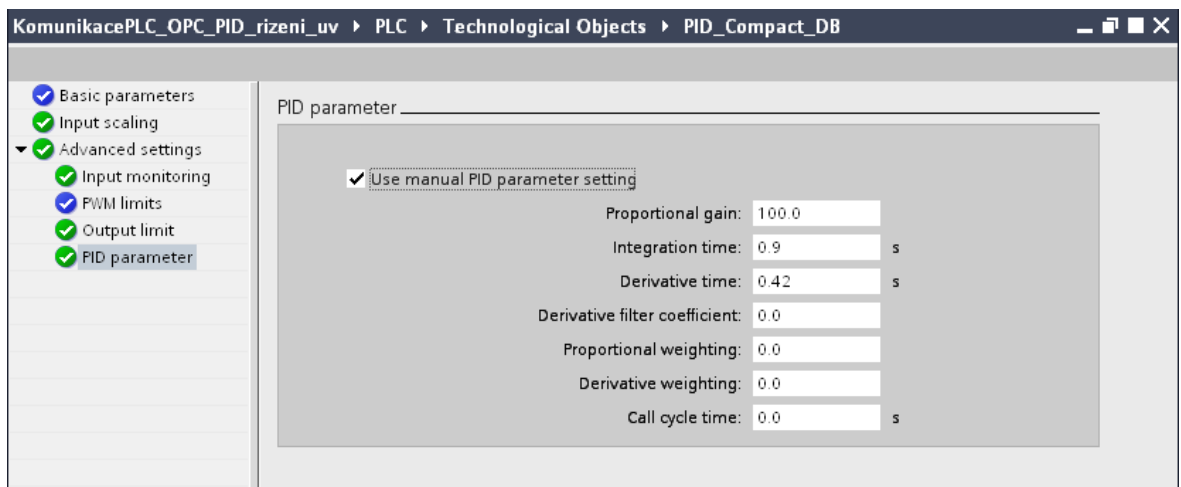 KomunikacePLC_OPC_PID_rizeni_uv ▸ PLC ▸ Technological Objects ▸ PID_Compact_DB
Basic parameters
Input scaling
Advanced settings
Input monitoring
PWM limits
Output limit
PID parameter
PID parameter
Use manual PID parameter setting
Proportional gain: 100.0
Integration time: 0.9 s
Derivative time: 0.42 s
Derivative filter coefficient: 0.0
Proportional weighting: 0.0
Derivative weighting: 0.0
Call cycle time: 0.0 s